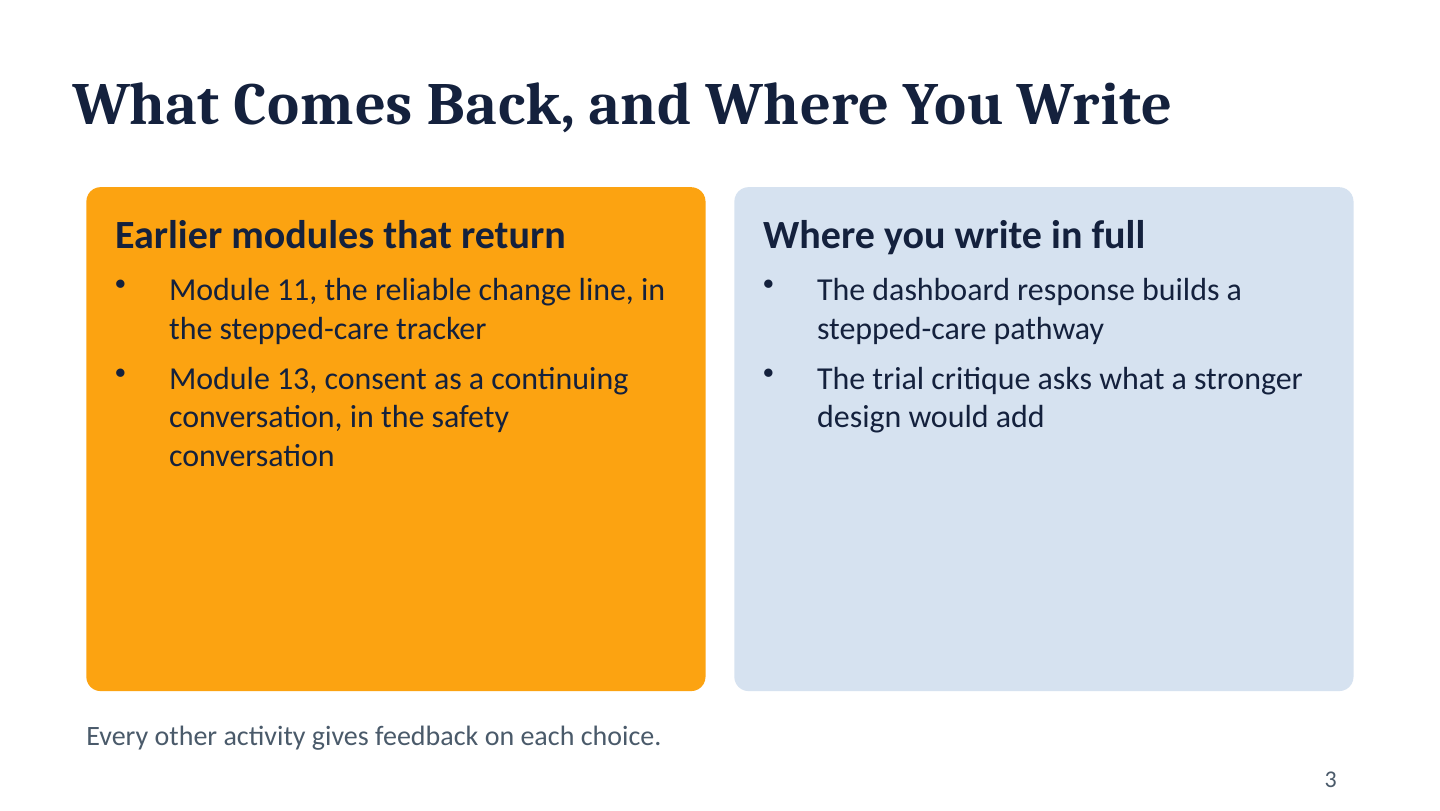 What Comes Back, and Where You Write
Earlier modules that return
• Module 11, the reliable change line, in
the stepped-care tracker
• Module 13, consent as a continuing
conversation, in the safety
conversation
Where you write in full
• The dashboard response builds a
stepped-care pathway
• The trial critique asks what a stronger
design would add
Every other activity gives feedback on each choice.
3